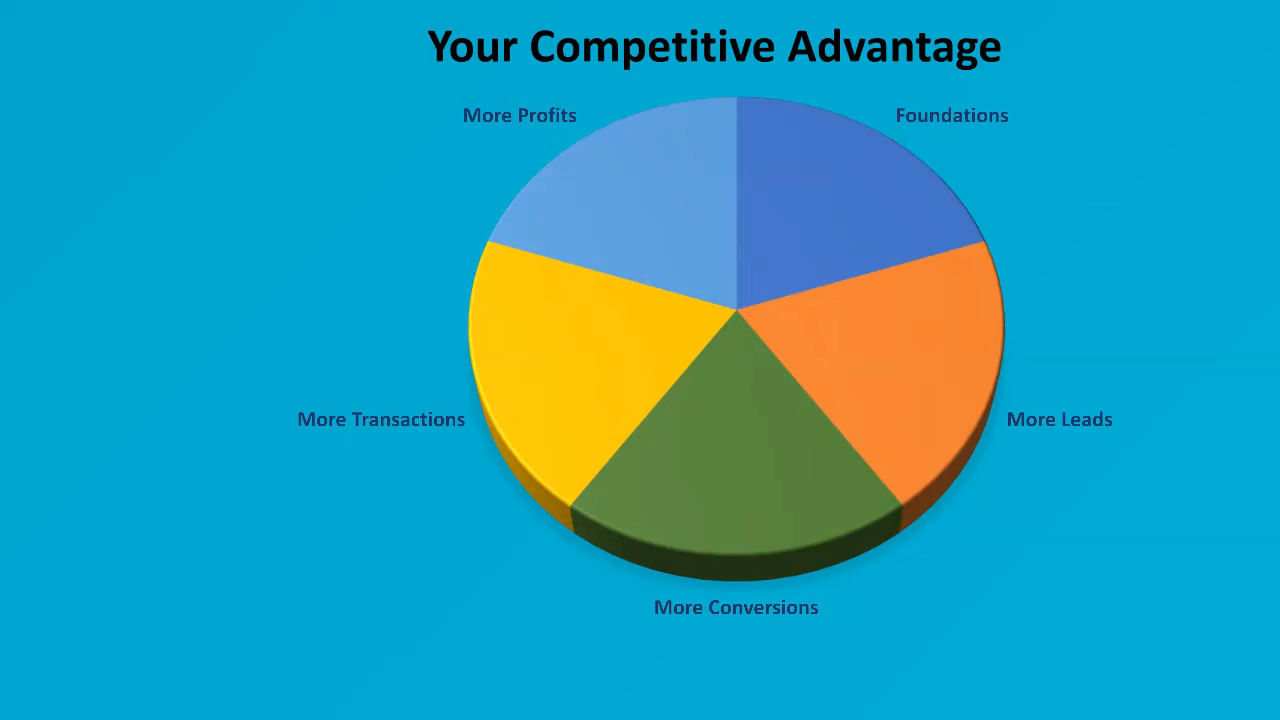 Your Competitive Advantage
More Profits
Foundations
More Transactions
More Leads
More Conversions